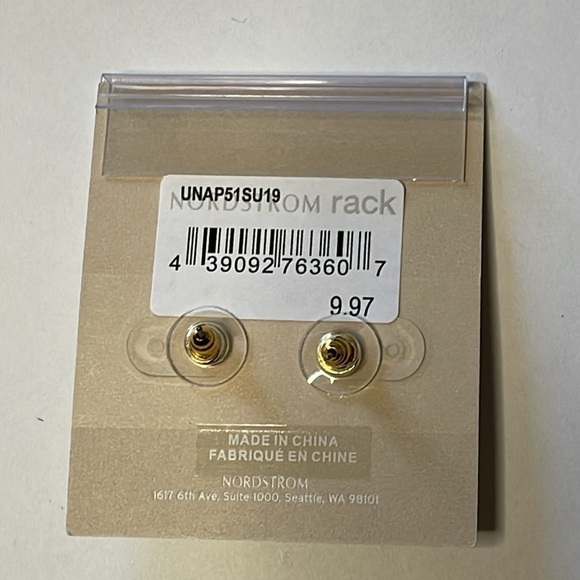 UNAP51SU19
NORDSTROM rack
4 39092 76360 7
9.97
MADE IN CHINA
FABRIQUÉ EN CHINE
NORDSTROM
1617 6th Ave, Suite 1000, Seattle, WA 98101